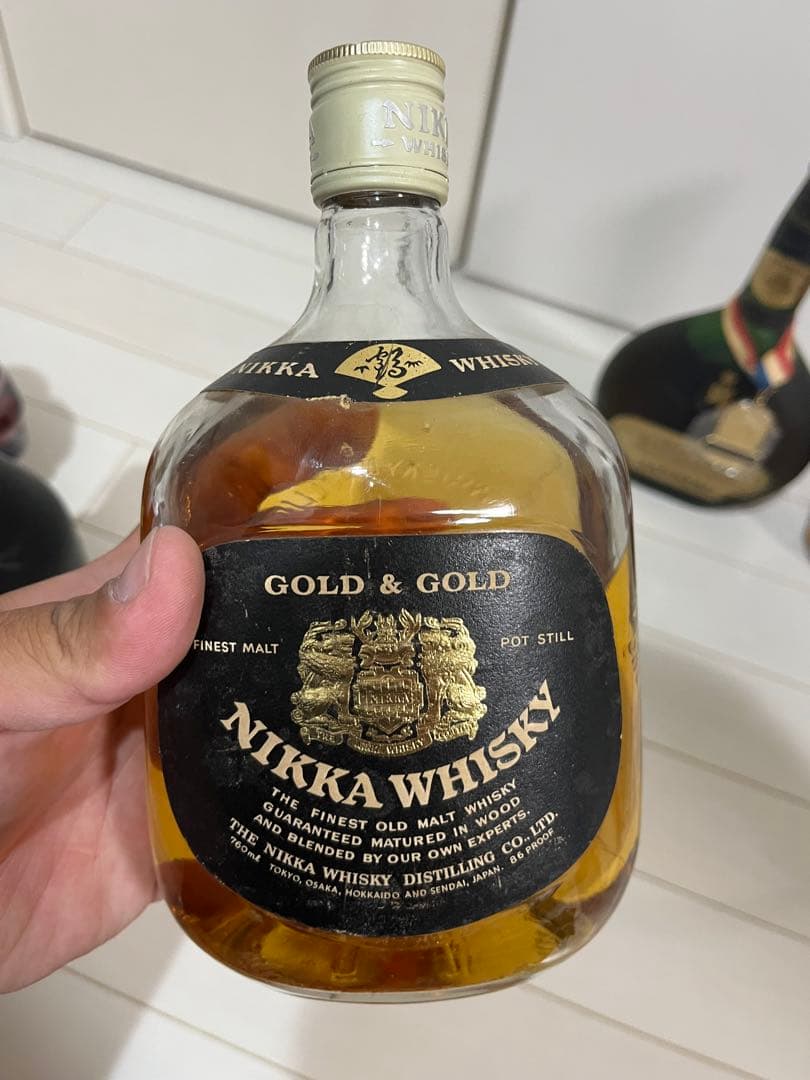 NIKKA
WHISKY
NIKKA 鶴 WHISKY
GOLD & GOLD
FINEST MALT
POT STILL
NIKKA
NIKKA WHISKY
THE FINEST OLD MALT WHISKY
GUARANTEED MATURED IN WOOD
AND BLENDED BY OUR OWN EXPERTS.
THE NIKKA WHISKY DISTILLING CO., LTD.
760ml TOKYO, OSAKA, HOKKAIDO AND SENDAI, JAPAN. 86 PROOF